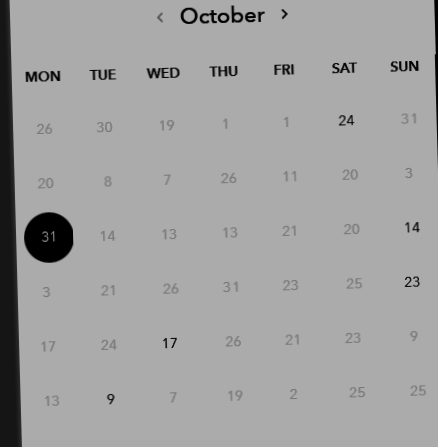 ‹ October ›
MON TUE WED THU FRI SAT SUN
26 30 19 1 1 24 31
20 8 7 26 11 20 3
31 14 13 13 21 20 14
3 21 26 31 23 25 23
17 24 17 26 21 23 9
13 9 7 19 2 25 25